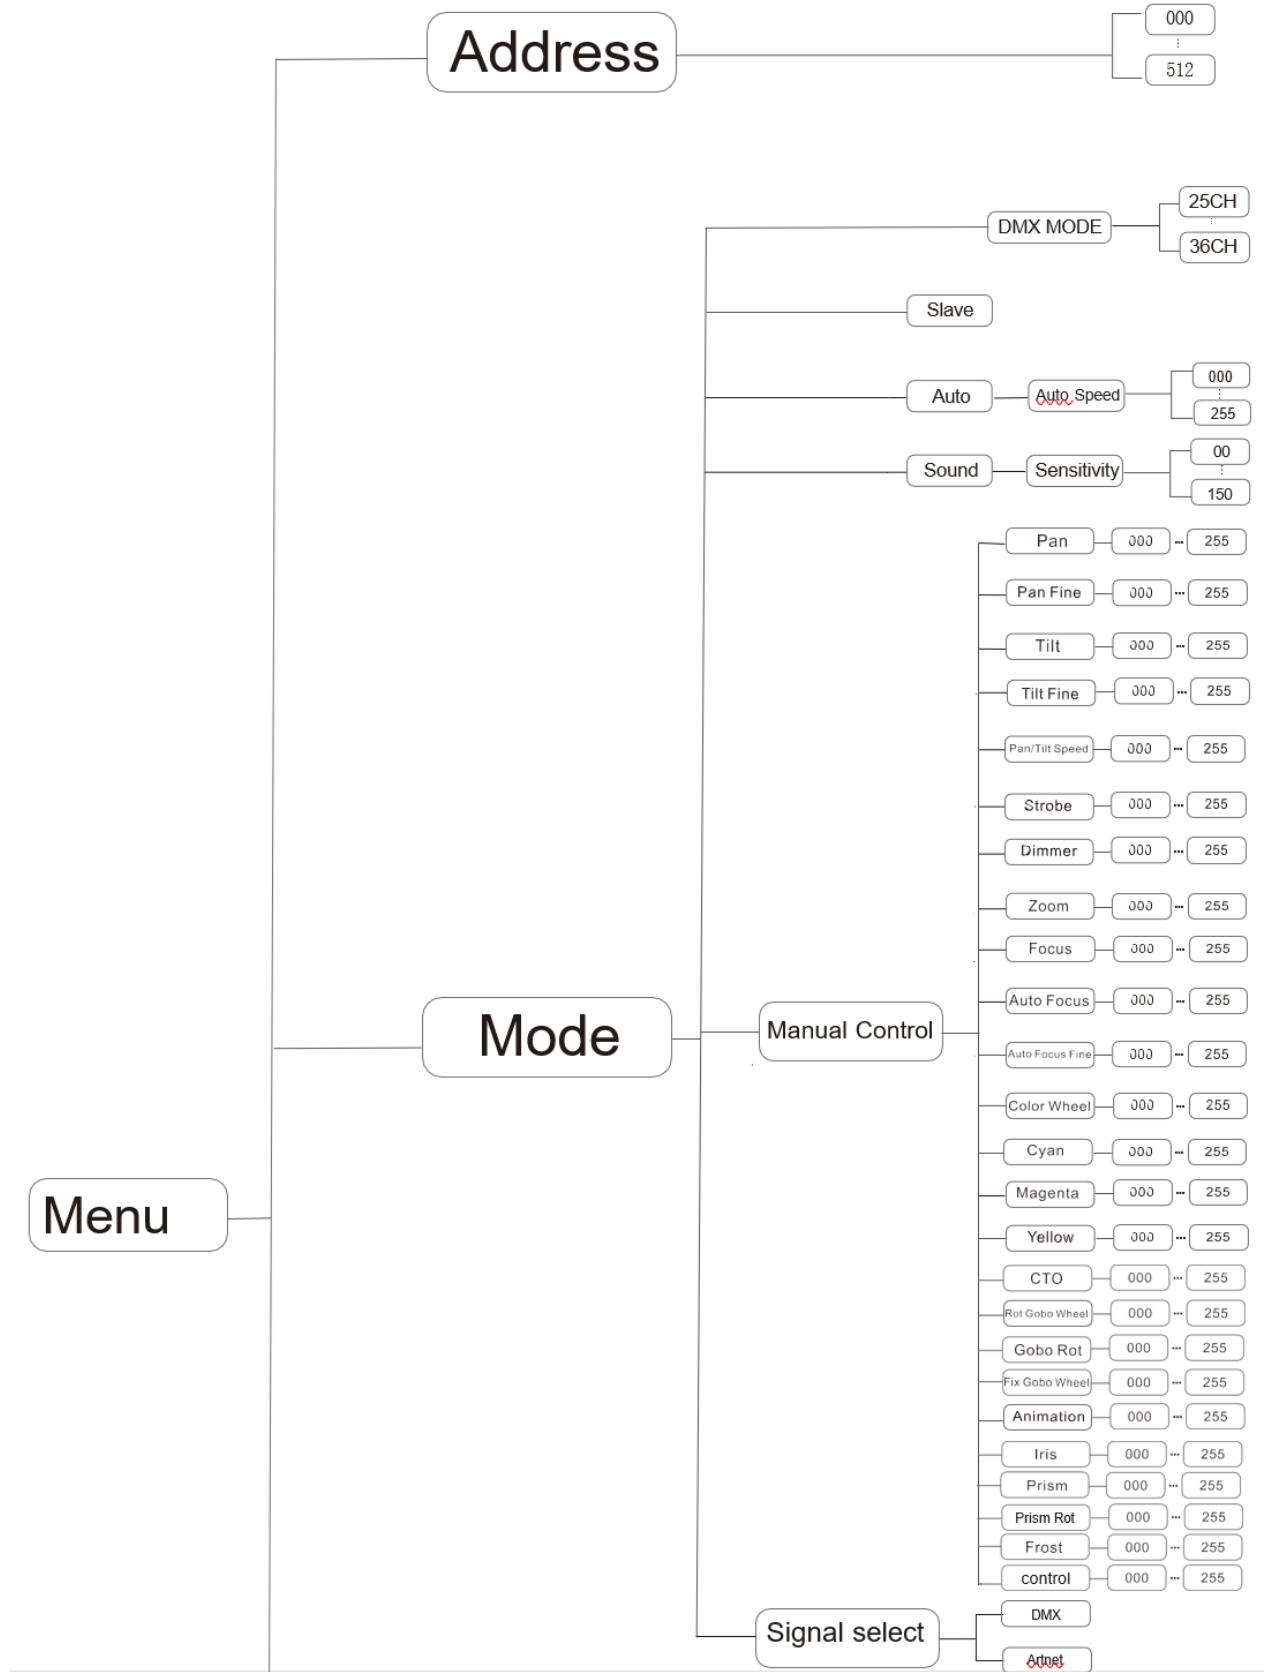 Address
000
512
DMX MODE
25CH
36CH
Slave
Auto
Auto Speed
000
255
Sound
Sensitivity
00
150
Pan 000 ... 255
Pan Fine 000 ... 255
Tilt 000 ... 255
Tilt Fine 000 ... 255
Pan/Tilt Speed 000 ... 255
Strobe 000 ... 255
Dimmer 000 ... 255
Zoom 000 ... 255
Focus 000 ... 255
Manual Control
Auto Focus 000 ... 255
Mode
Auto Focus Fine 000 ... 255
Color Wheel 000 ... 255
Cyan 000 ... 255
Magenta 000 ... 255
Menu
Yellow 000 ... 255
CTO 000 ... 255
Rot Gobo Wheel 000 ... 255
Gobo Rot 000 ... 255
Fix Gobo Wheel 000 ... 255
Animation 000 ... 255
Iris 000 ... 255
Prism 000 ... 255
Prism Rot 000 ... 255
Frost 000 ... 255
control 000 ... 255
Signal select
DMX
Artnet